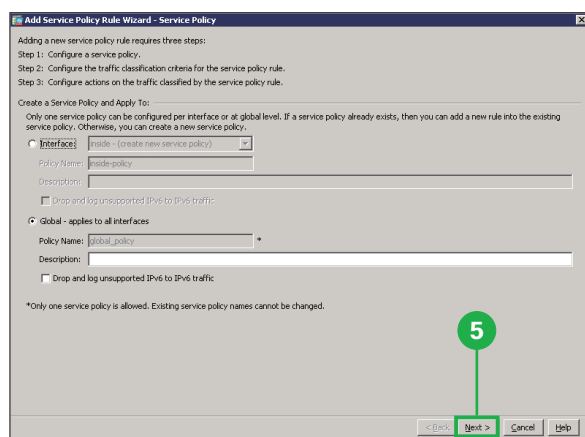 Add Service Policy Rule Wizard - Service Policy
Adding a new service policy rule requires three steps:
Step 1: Configure a service policy.
Step 2: Configure the traffic classification criteria for the service policy rule.
Step 3: Configure actions on the traffic classified by the service policy rule.
Create a Service Policy and Apply To:
Only one service policy can be configured per interface or at global level. If a service policy already exists, then you can add a new rule into the existing
service policy. Otherwise, you can create a new service policy.
Interface: inside - (create new service policy)
Policy Name: inside-policy
Description:
Drop and log unsupported IPv6 to IPv6 traffic
Global - applies to all interfaces
Policy Name: global_policy *
Description:
Drop and log unsupported IPv6 to IPv6 traffic
*Only one service policy is allowed. Existing service policy names cannot be changed.
5
< Back Next > Cancel Help